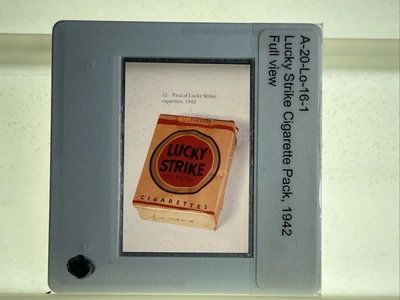 A-20-Lo-16-1
Lucky Strike Cigarette Pack, 1942
Full view
12 Pack of Lucky Strike
cigarettes, 1942
LUCKY
STRIKE
CIGARETTES